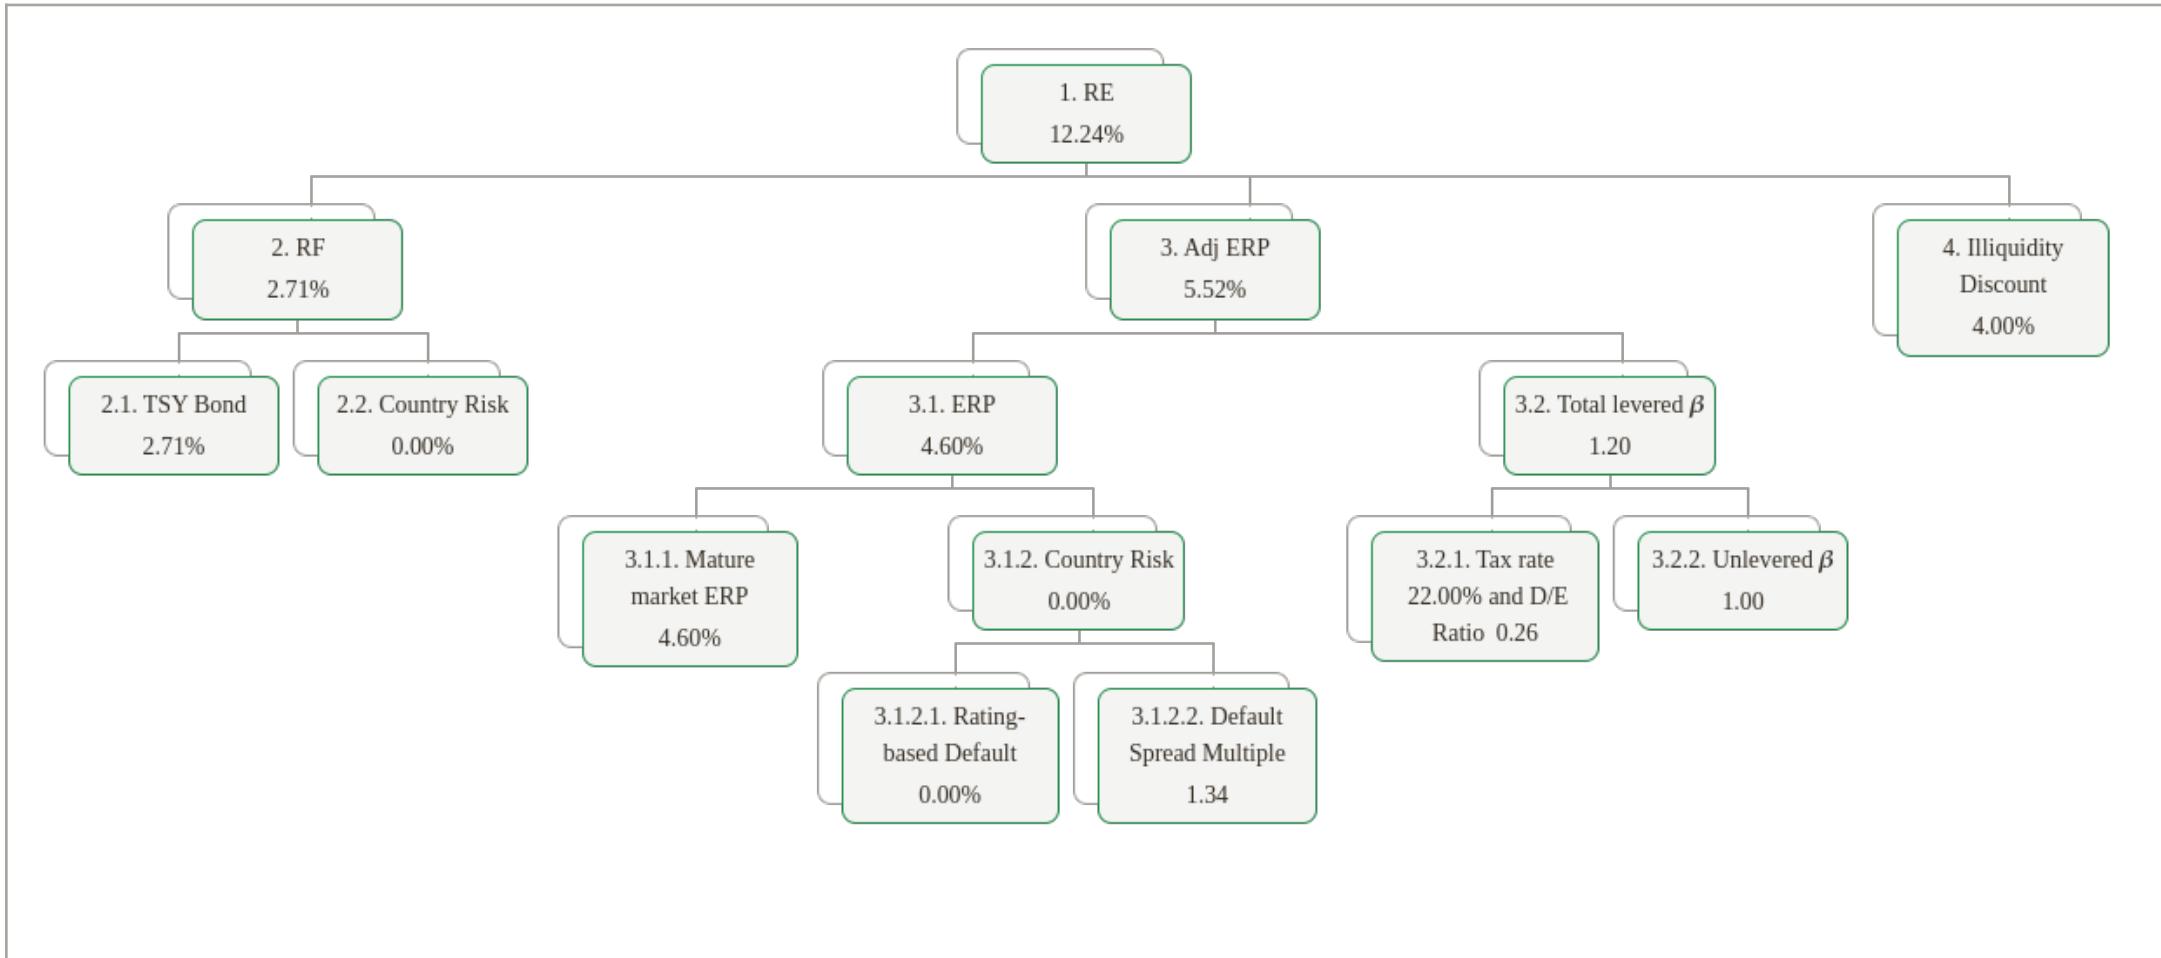 1. RE
12.24%
2. RF
2.71%
3. Adj ERP
5.52%
4. Illiquidity
Discount
4.00%
2.1. TSY Bond
2.71%
2.2. Country Risk
0.00%
3.1. ERP
4.60%
3.2. Total levered β
1.20
3.1.1. Mature
market ERP
4.60%
3.1.2. Country Risk
0.00%
3.2.1. Tax rate
22.00% and D/E
Ratio 0.26
3.2.2. Unlevered β
1.00
3.1.2.1. Rating-
based Default
0.00%
3.1.2.2. Default
Spread Multiple
1.34